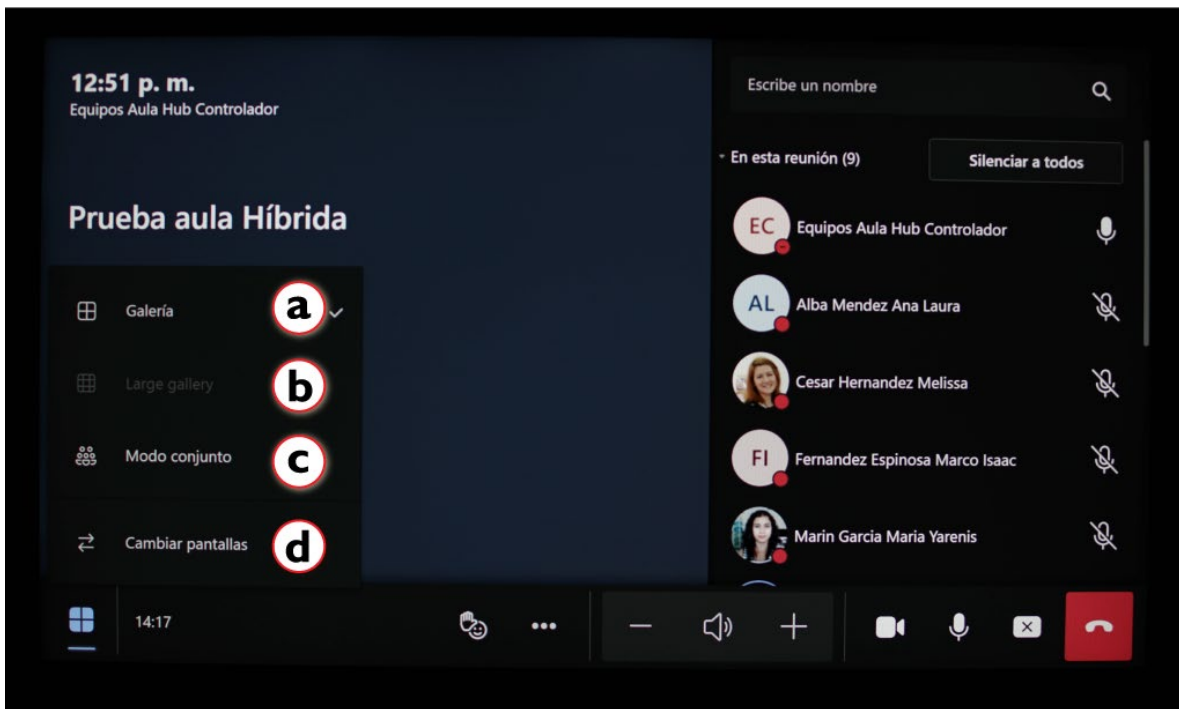 12:51 p. m.
Equipos Aula Hub Controlador
Prueba aula Híbrida
Galería a
Large gallery b
Modo conjunto c
Cambiar pantallas d
14:17
Escribe un nombre
En esta reunión (9) Silenciar a todos
EC Equipos Aula Hub Controlador
AL Alba Mendez Ana Laura
Cesar Hernandez Melissa
FI Fernandez Espinosa Marco Isaac
Marin Garcia Maria Yarenis